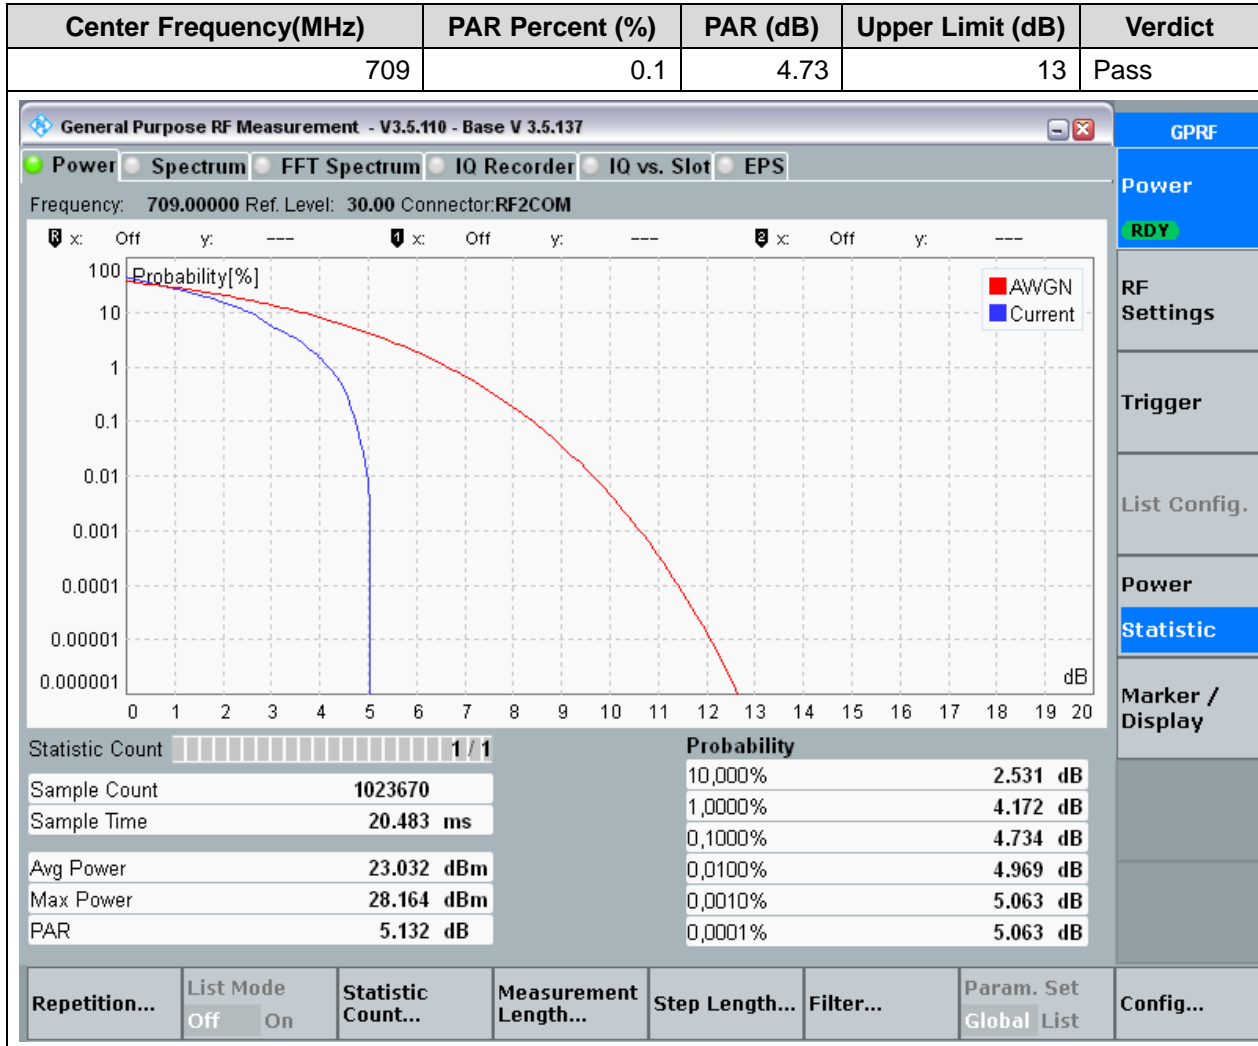 Center Frequency(MHz) PAR Percent (%) PAR (dB) Upper Limit (dB) Verdict
709 0.1 4.73 13 Pass
General Purpose RF Measurement - V3.5.110 - Base V 3.5.137
GPRF
Power Spectrum FFT Spectrum IQ Recorder IQ vs. Slot EPS
Power
RDY
Frequency: 709.00000 Ref. Level: 30.00 Connector:RF2COM
R x: Off y: --- 1 x: Off y: --- 2 x: Off y: ---
Probability[%]
AWGN
Current
100
10
1
0.1
0.01
0.001
0.0001
0.00001
0.000001
dB
0 1 2 3 4 5 6 7 8 9 10 11 12 13 14 15 16 17 18 19 20
RF
Settings
Trigger
List Config.
Power
Statistic
Marker /
Display
Statistic Count 1 / 1
Sample Count 1023670
Sample Time 20.483 ms
Avg Power 23.032 dBm
Max Power 28.164 dBm
PAR 5.132 dB
Probability
10,000% 2.531 dB
1,0000% 4.172 dB
0,1000% 4.734 dB
0,0100% 4.969 dB
0,0010% 5.063 dB
0,0001% 5.063 dB
Repetition...
List Mode
Off On
Statistic
Count...
Measurement
Length...
Step Length...
Filter...
Param. Set
Global List
Config...